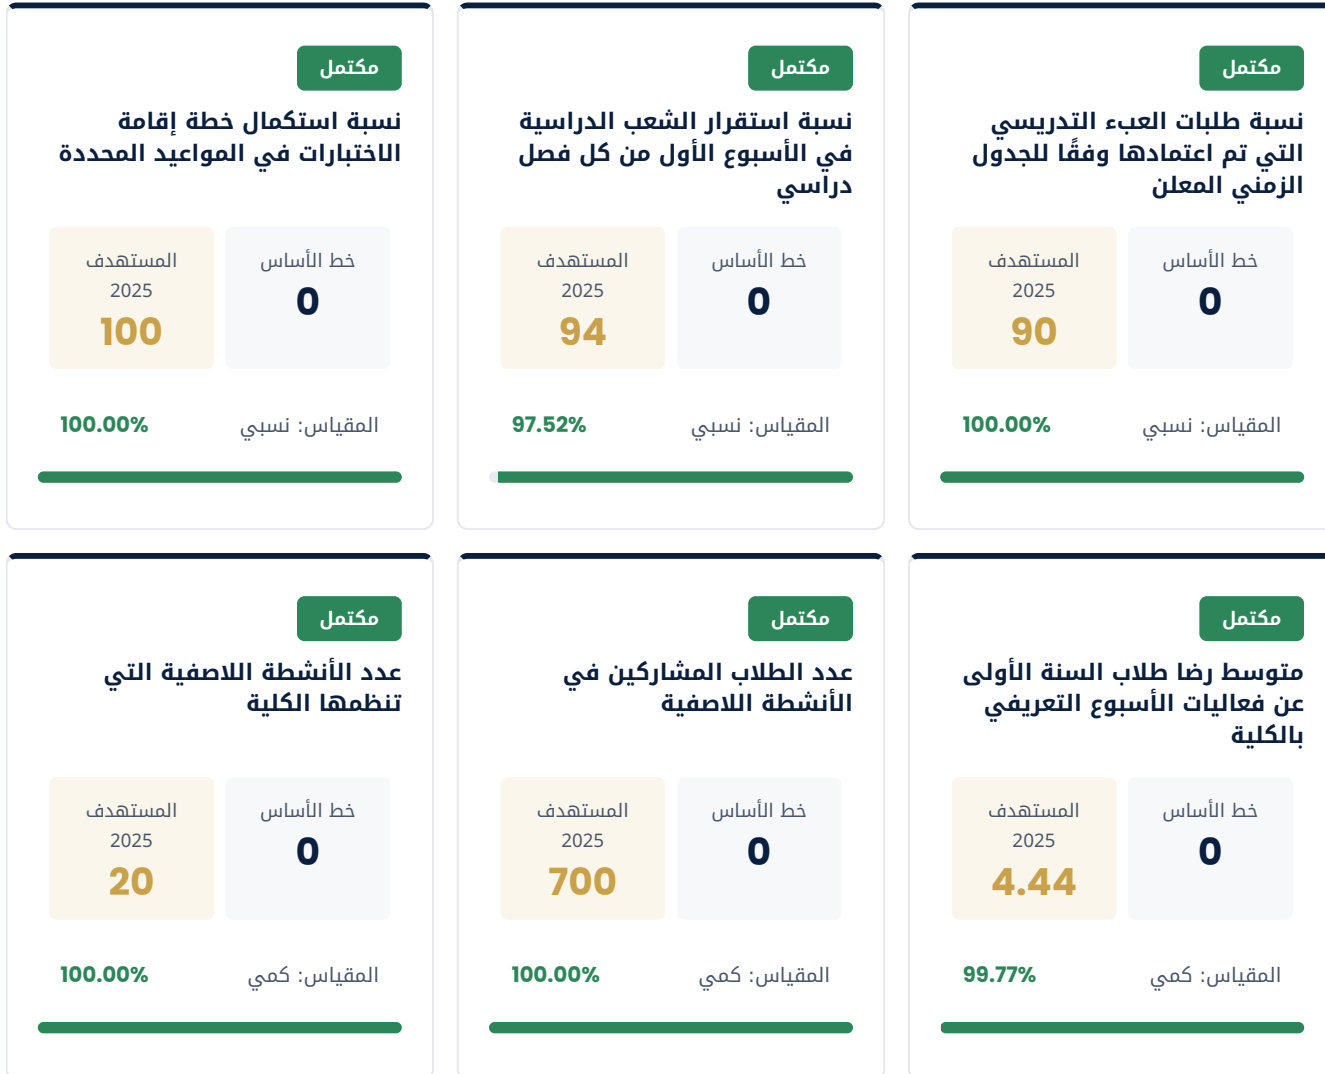 مكتمل
نسبة طلبات العبء التدريسي
التي تم اعتمادها وفقًا للجدول
الزمني المعلن
خط الأساس
0
المستهدف
2025
90
المقياس: نسبي
100.00%
مكتمل
نسبة استقرار الشعب الدراسية
في الأسبوع الأول من كل فصل
دراسي
خط الأساس
0
المستهدف
2025
94
المقياس: نسبي
97.52%
مكتمل
نسبة استكمال خطة إقامة
الاختبارات في المواعيد المحددة
خط الأساس
0
المستهدف
2025
100
المقياس: نسبي
100.00%
مكتمل
متوسط رضا طلاب السنة الأولى
عن فعاليات الأسبوع التعريفي
بالكلية
خط الأساس
0
المستهدف
2025
4.44
المقياس: كمي
99.77%
مكتمل
عدد الطلاب المشاركين في
الأنشطة اللاصفية
خط الأساس
0
المستهدف
2025
700
المقياس: كمي
100.00%
مكتمل
عدد الأنشطة اللاصفية التي
تنظمها الكلية
خط الأساس
0
المستهدف
2025
20
المقياس: كمي
100.00%